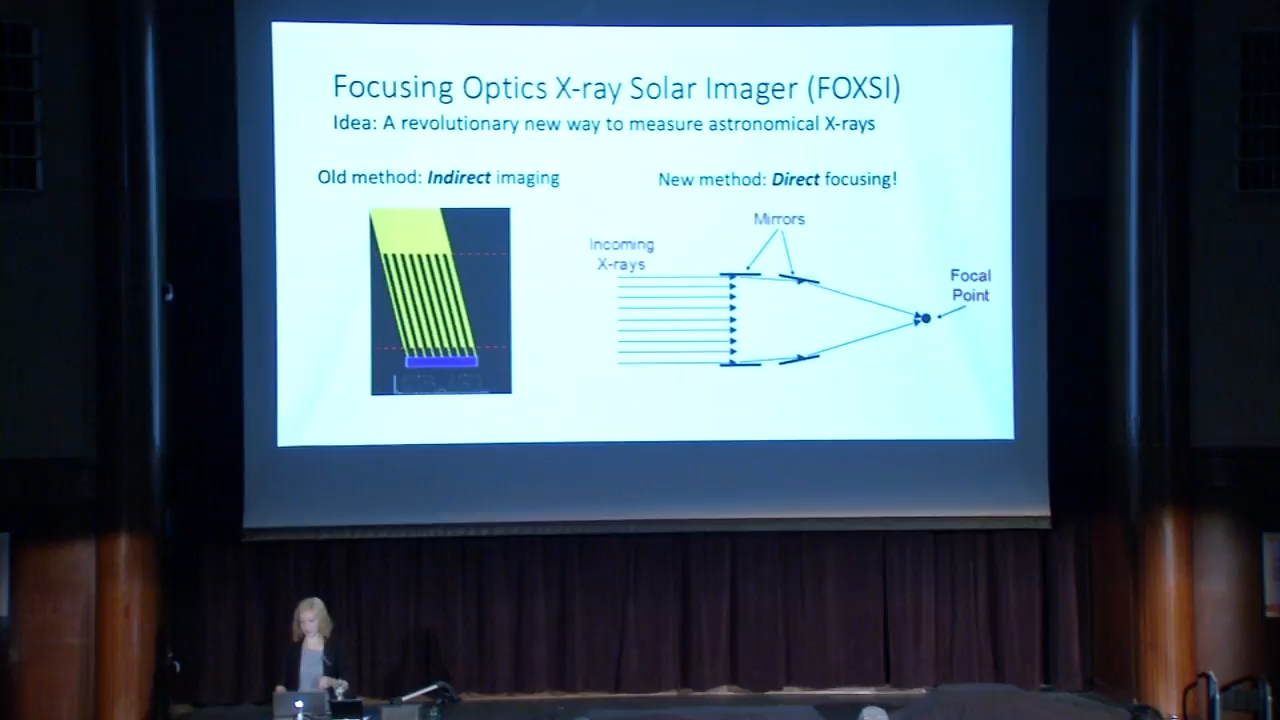 Focusing Optics X-ray Solar Imager (FOXSI)
Idea: A revolutionary new way to measure astronomical X-rays
Old method: Indirect imaging
New method: Direct focusing!
Mirrors
Incoming
X-rays
Focal
Point